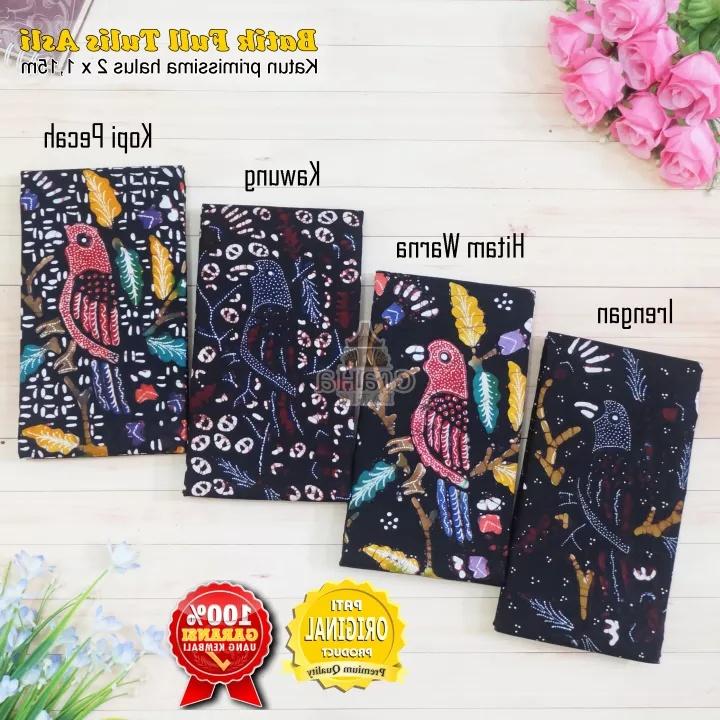 Batik Full Tulis Asli
Katun primissima halus 2 x 1,15m
Kopi Pecah
Kawung
Hitam Warna
Irengan
Graha
100%
GARANSI
UANG KEMBALI
PATI
ORIGINAL
PRODUCT
Premium Quality